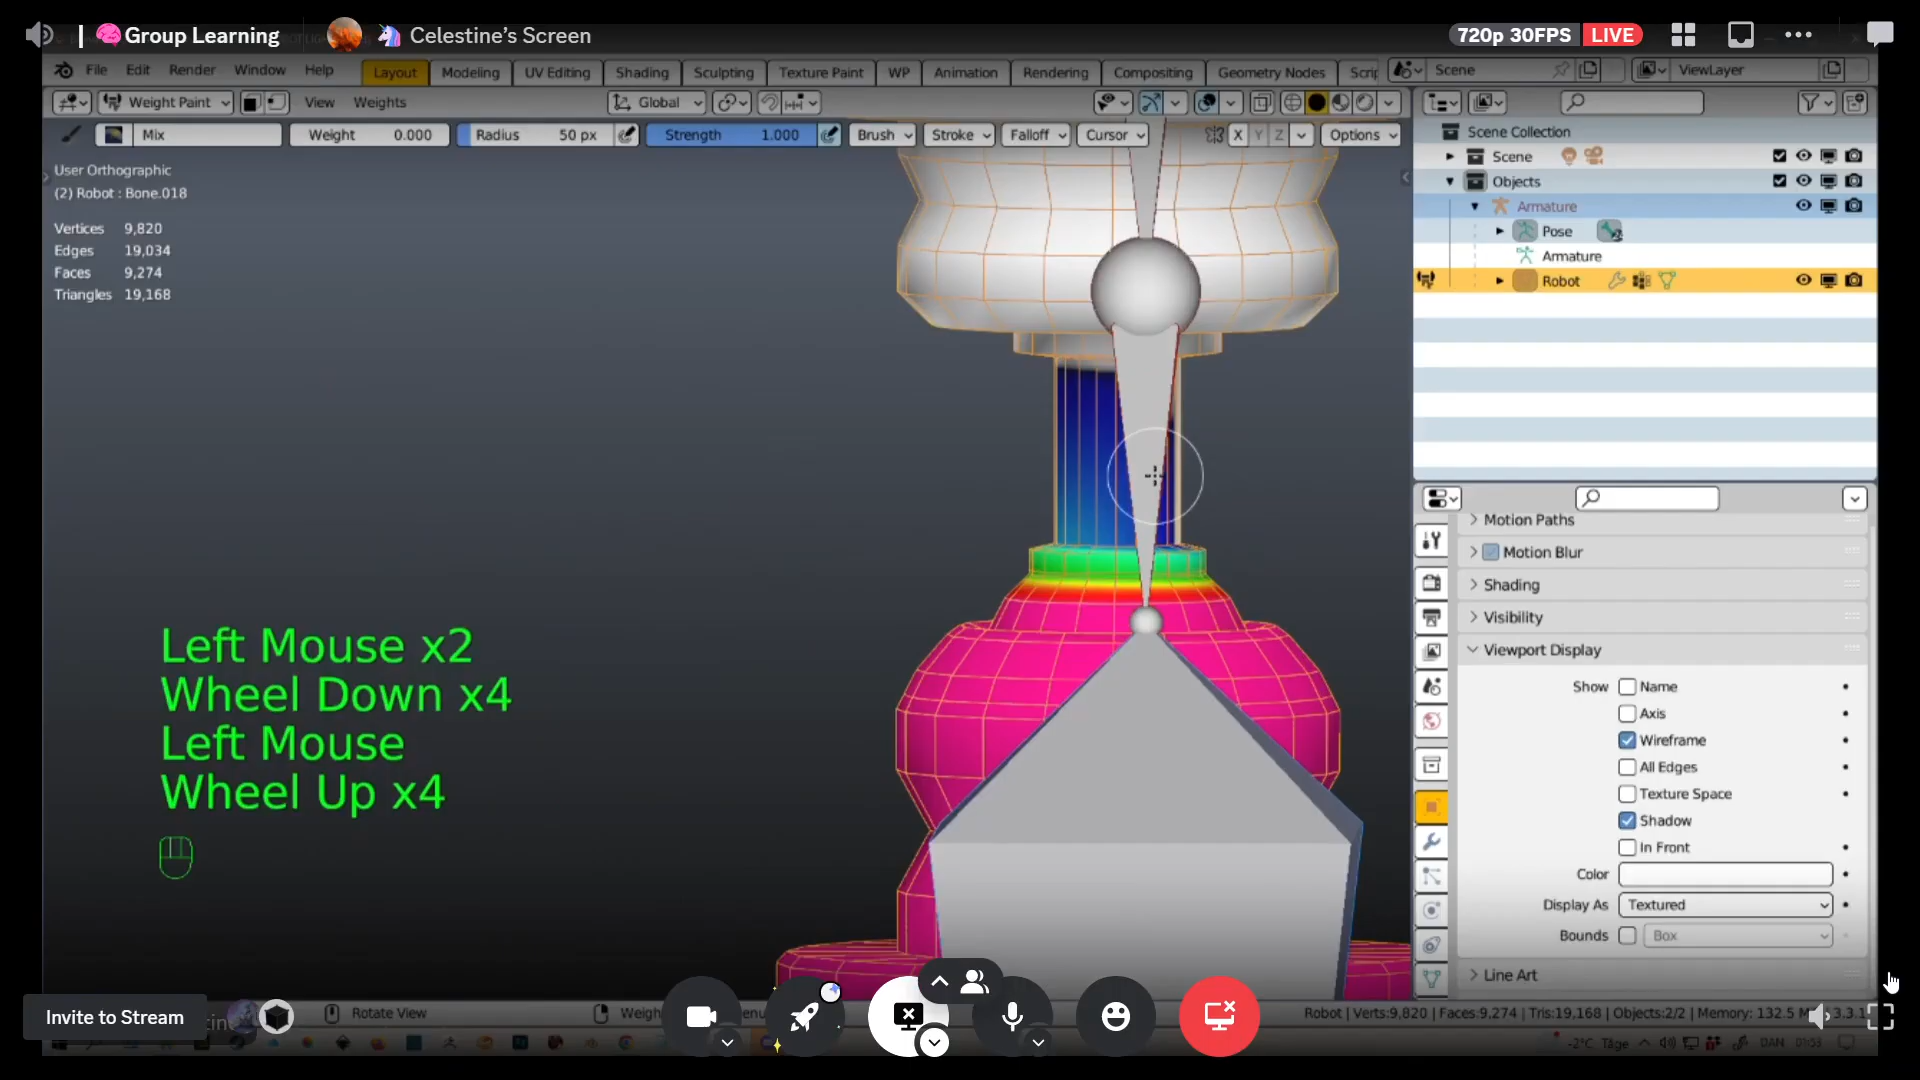 Group Learning
Celestine's Screen
720p 30FPS LIVE
File Edit Render Window Help Layout Modeling UV Editing Shading Sculpting Texture Paint WP Animation Rendering Compositing Geometry Nodes Scrip Scene ViewLayer
Weight Paint View Weights Global
Mix Weight 0.000 Radius 50 px Strength 1.000 Brush Stroke Falloff Cursor X Y Z Options
User Orthographic
(2) Robot : Bone.018
Vertices 9,820
Edges 19,034
Faces 9,274
Triangles 19,168
Scene Collection
Scene
Objects
Armature
Pose
Armature
Robot
Motion Paths
Motion Blur
Shading
Visibility
Viewport Display
Show Name
Axis
Wireframe
All Edges
Texture Space
Shadow
In Front
Color
Display As Textured
Bounds Box
Line Art
Left Mouse x2
Wheel Down x4
Left Mouse
Wheel Up x4
Invite to Stream
Rotate View
Robot | Verts:9,820 | Faces:9,274 | Tris:19,168 | Objects:2/2 | Memory: 132.5 M
-2°C Tåge DAN 01:53